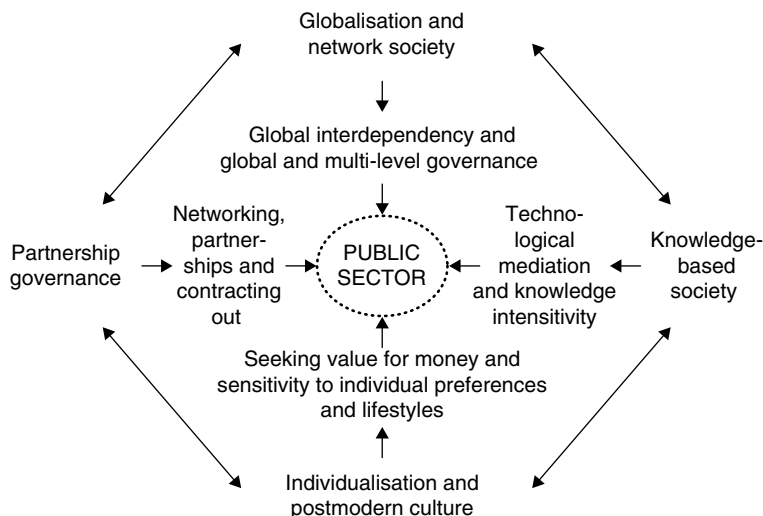 Globalisation and
network society
Global interdependency and
global and multi-level governance
Partnership
governance
Networking,
partner-
ships and
contracting
out
PUBLIC
SECTOR
Techno-
logical
mediation
and knowledge
intensitivity
Knowledge-
based
society
Seeking value for money and
sensitivity to individual preferences
and lifestyles
Individualisation and
postmodern culture